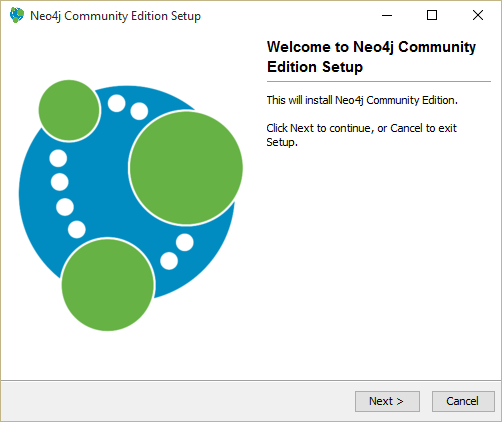 Neo4j Community Edition Setup
Welcome to Neo4j Community
Edition Setup
This will install Neo4j Community Edition.
Click Next to continue, or Cancel to exit
Setup.
Next >
Cancel